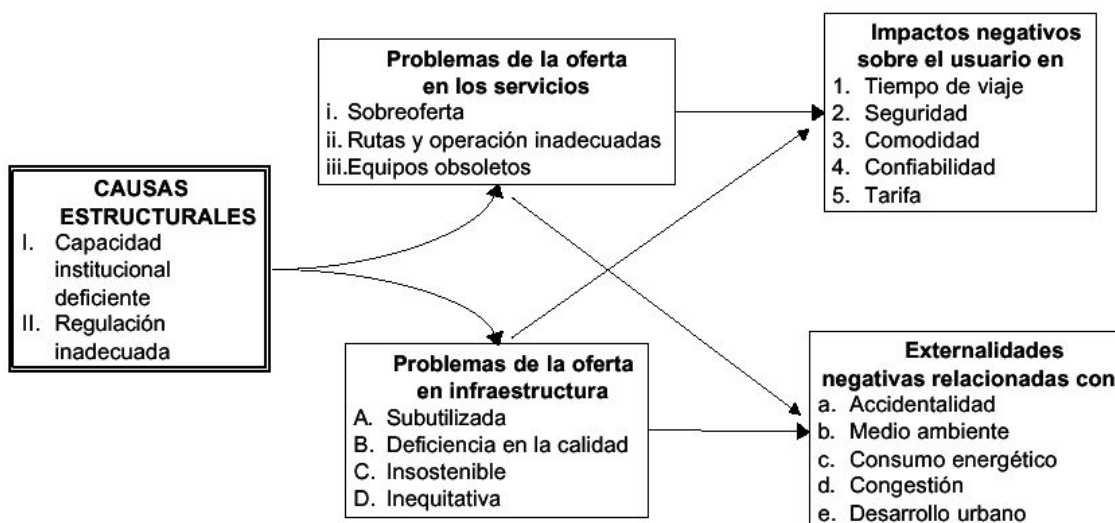 CAUSAS
ESTRUCTURALES
I. Capacidad
institucional
deficiente
II. Regulación
inadecuada
Problemas de la oferta
en los servicios
i. Sobreoferta
ii. Rutas y operación inadecuadas
iii.Equipos obsoletos
Problemas de la oferta
en infraestructura
A. Subutilizada
B. Deficiencia en la calidad
C. Insostenible
D. Inequitativa
Impactos negativos
sobre el usuario en
1. Tiempo de viaje
2. Seguridad
3. Comodidad
4. Confiabilidad
5. Tarifa
Externalidades
negativas relacionadas con
a. Accidentalidad
b. Medio ambiente
c. Consumo energético
d. Congestión
e. Desarrollo urbano